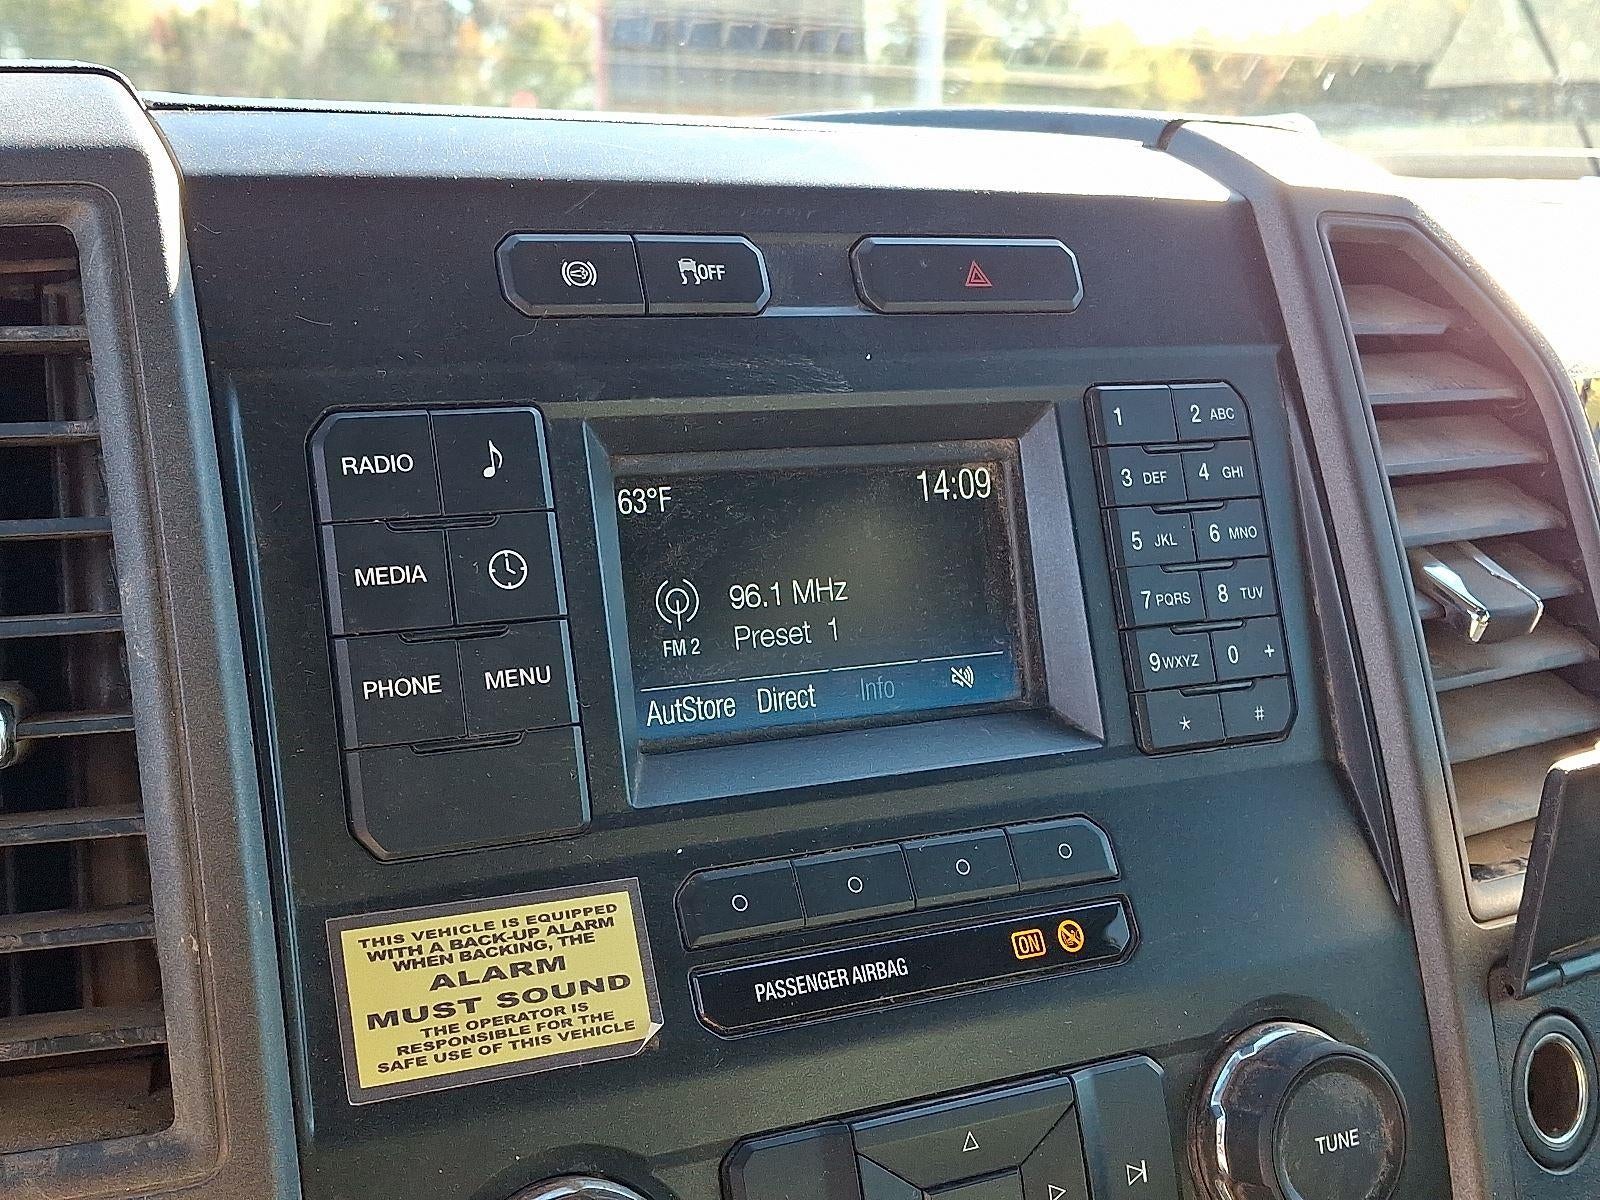 OFF
RADIO
MEDIA
PHONE
MENU
63°F
14:09
96.1 MHz
FM 2
Preset 1
AutStore Direct Info
1
2 ABC
3 DEF
4 GHI
5 JKL
6 MNO
7 PQRS
8 TUV
9 WXYZ
0 +
*
#
PASSENGER AIRBAG
ON
THIS VEHICLE IS EQUIPPED
WITH A BACK-UP ALARM
WHEN BACKING, THE
ALARM
MUST SOUND
THE OPERATOR IS
RESPONSIBLE FOR THE
SAFE USE OF THIS VEHICLE
TUNE